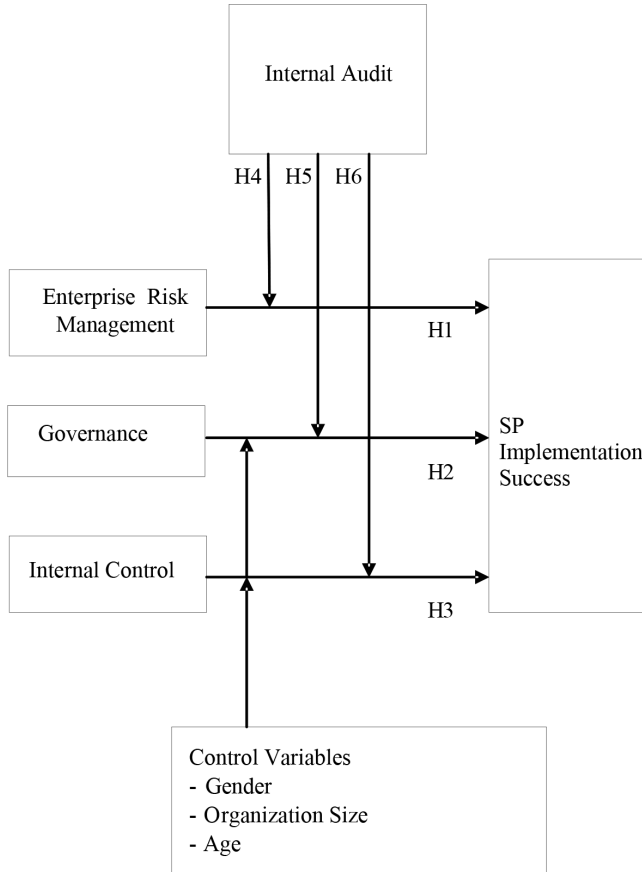 Internal Audit
H4 H5 H6
Enterprise Risk
Management
H1
Governance
SP
Implementation
Success
H2
Internal Control
H3
Control Variables
- Gender
- Organization Size
- Age